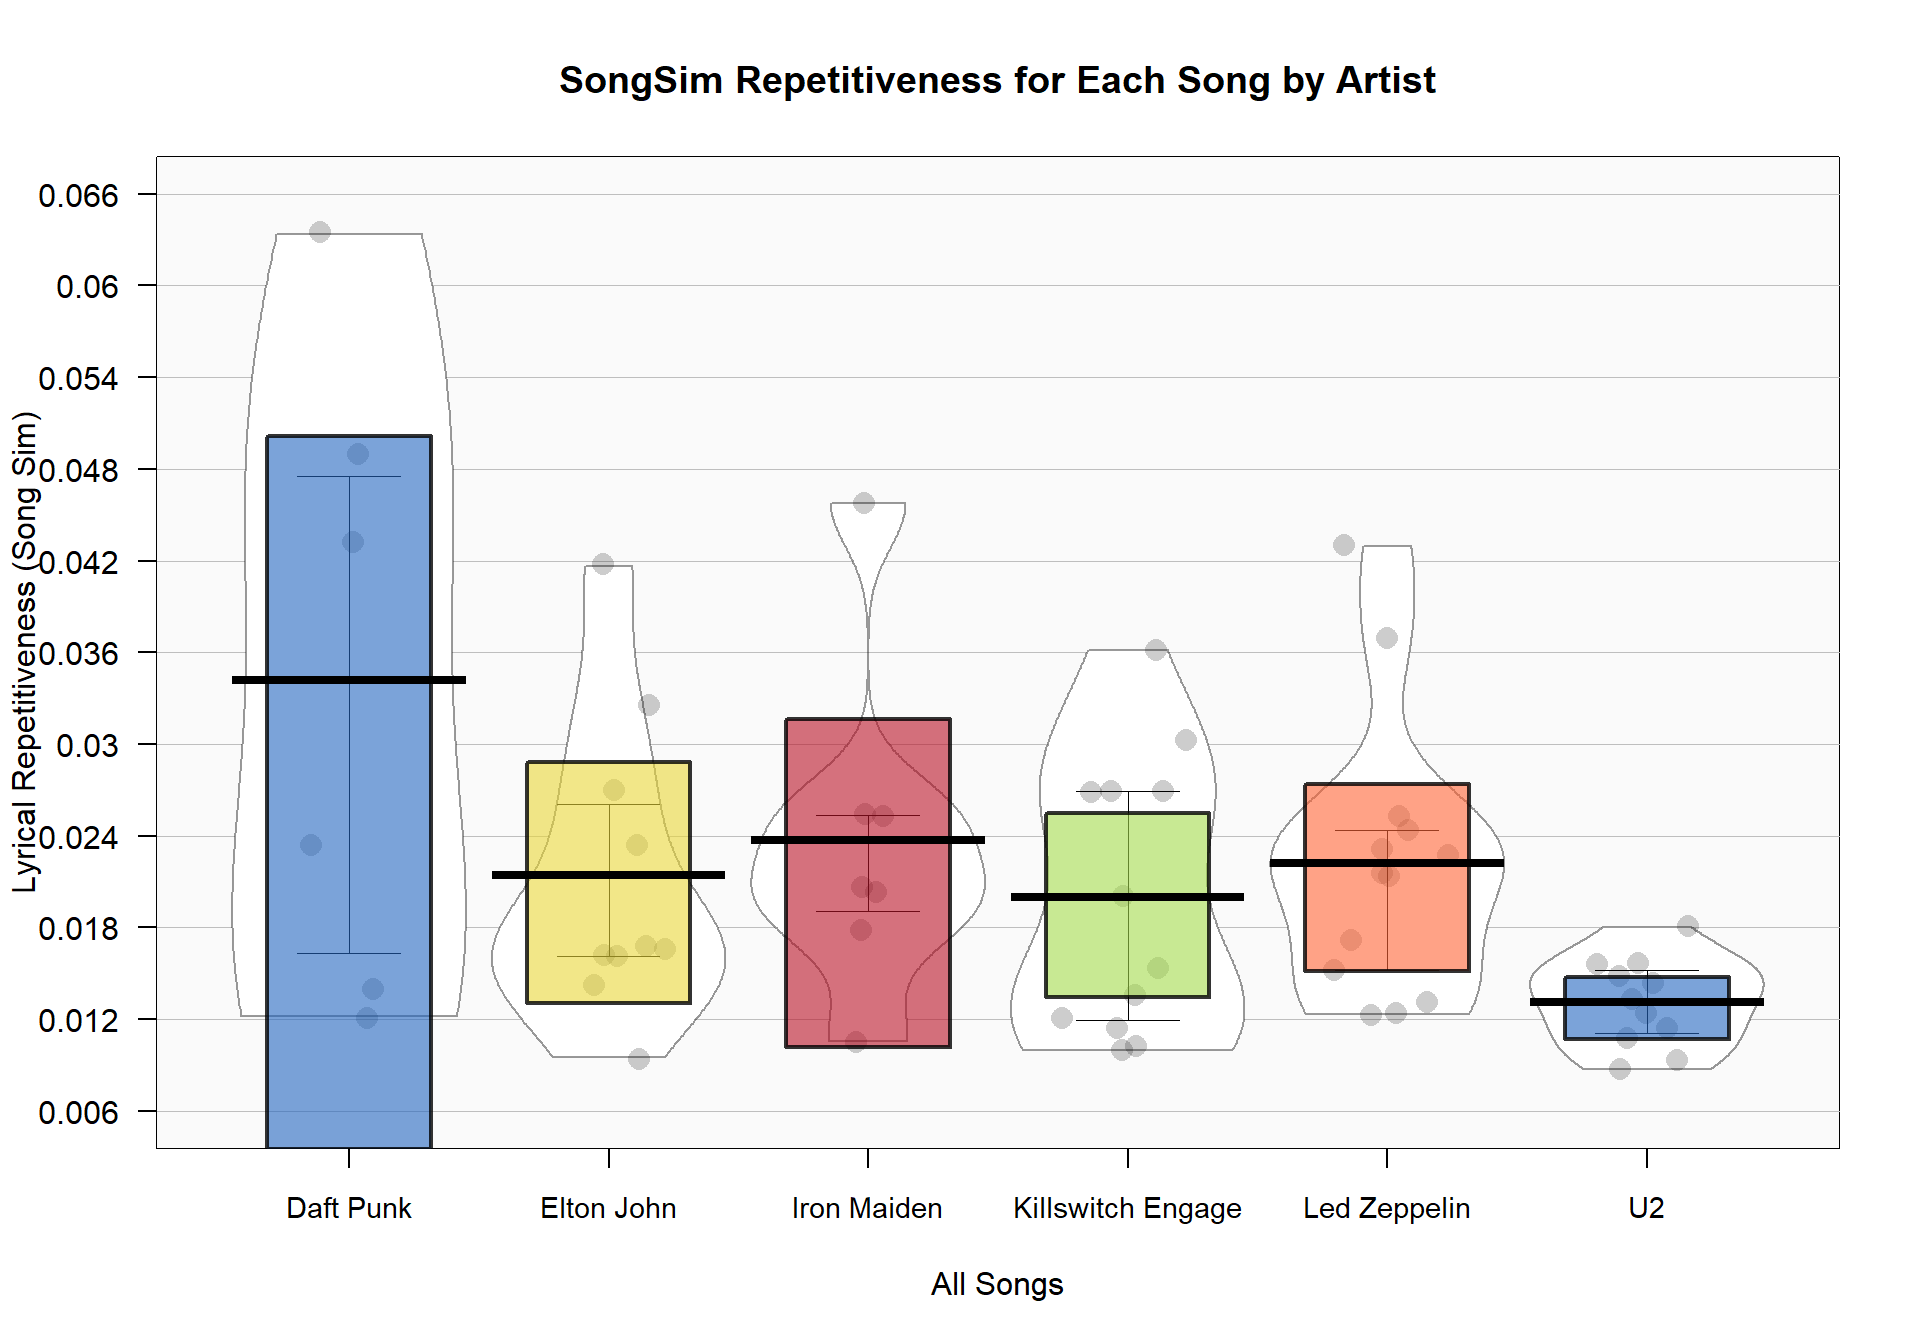 SongSim Repetitiveness for Each Song by Artist
Lyrical Repetitiveness (Song Sim)
0.066
0.06
0.054
0.048
0.042
0.036
0.03
0.024
0.018
0.012
0.006
Daft Punk Elton John Iron Maiden Killswitch Engage Led Zeppelin U2
All Songs